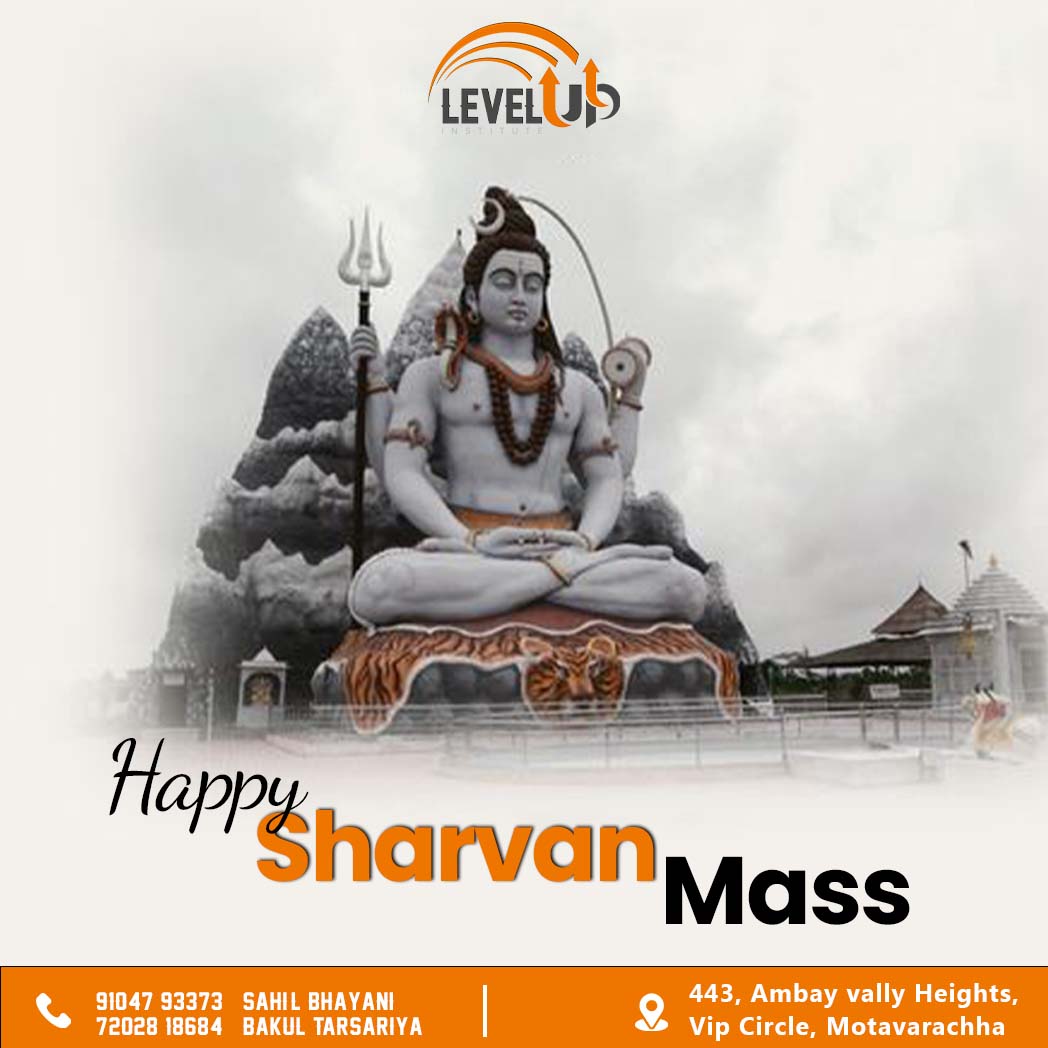 LEVEL Up
INSTITUTE
Happy
Sharvan
Mass
91047 93373 SAHIL BHAYANI
72028 18684 BAKUL TARSARIYA
443, Ambay vally Heights,
Vip Circle, Motavarachha